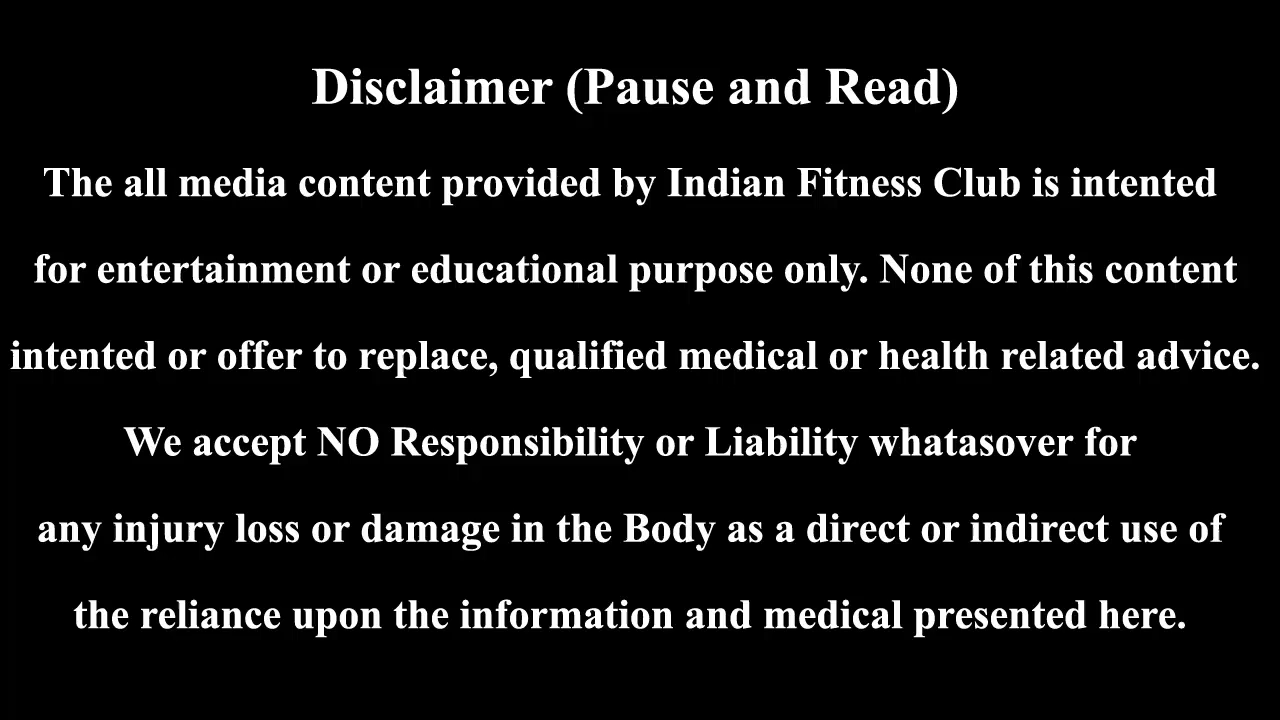 Disclaimer (Pause and Read)
The all media content provided by Indian Fitness Club is intented
for entertainment or educational purpose only. None of this content
intented or offer to replace, qualified medical or health related advice.
We accept NO Responsibility or Liability whatasover for
any injury loss or damage in the Body as a direct or indirect use of
the reliance upon the information and medical presented here.